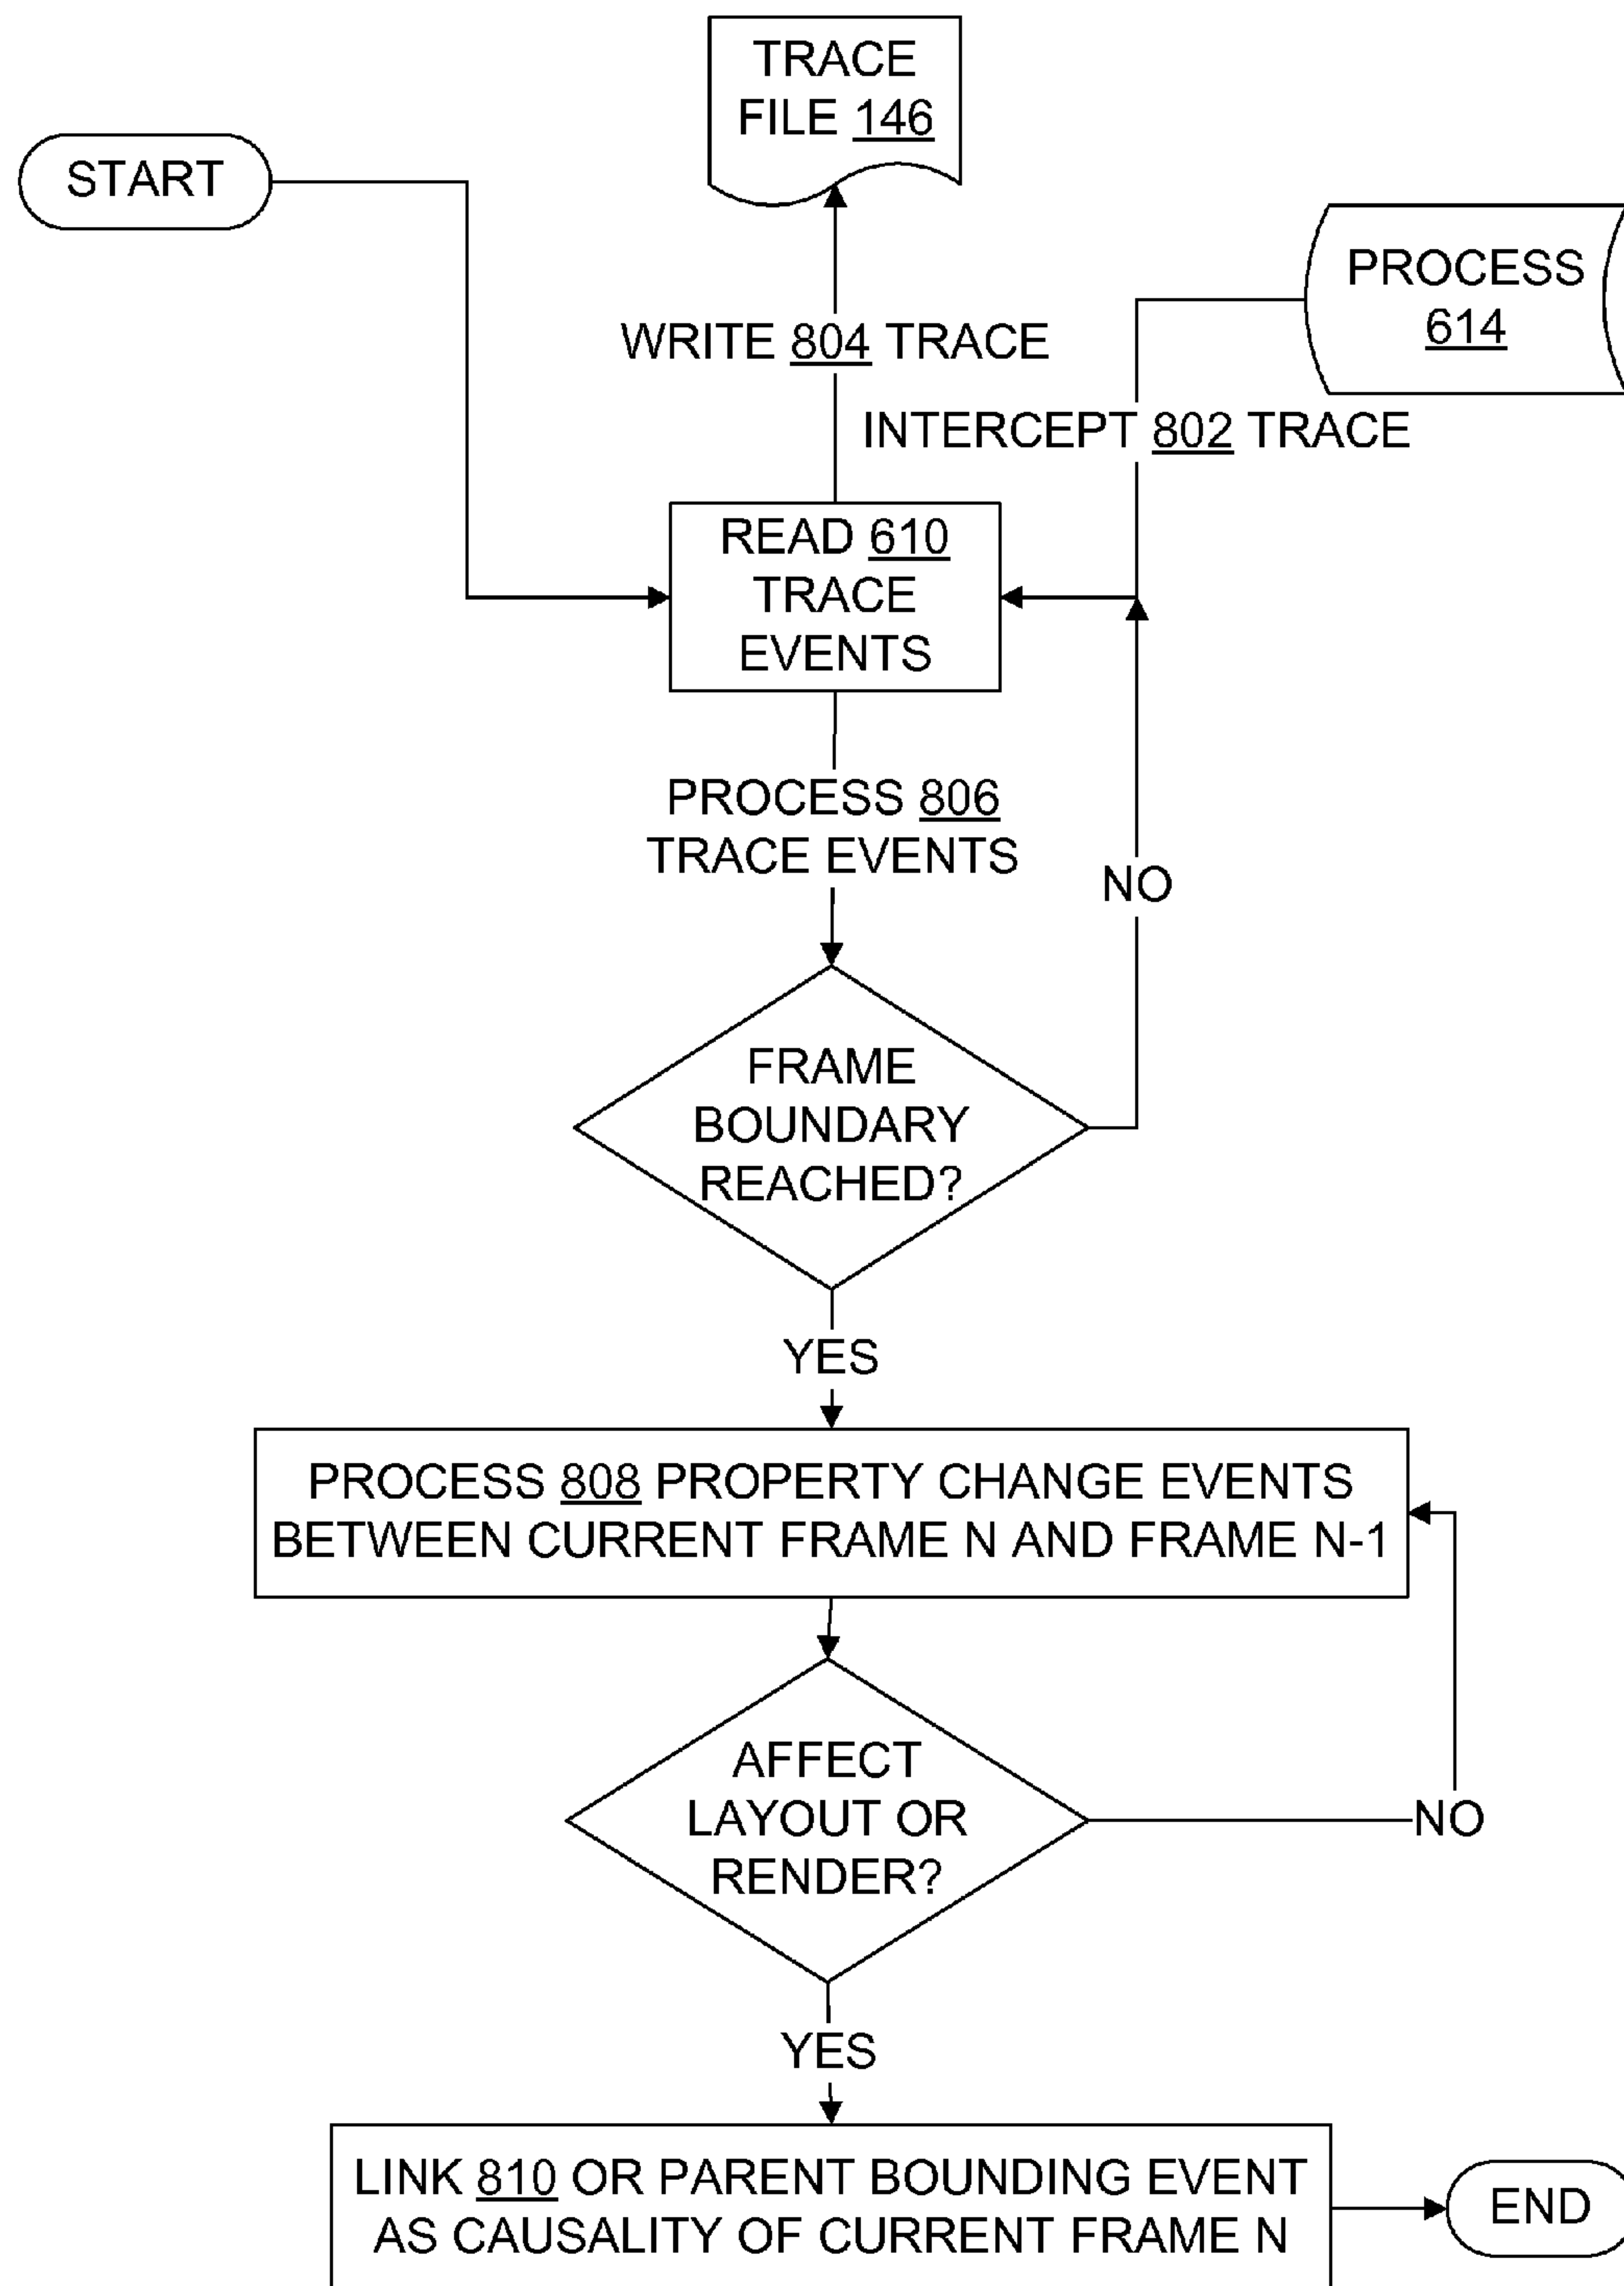 TRACE
FILE 146
START
PROCESS
614
WRITE 804 TRACE
INTERCEPT 802 TRACE
READ 610
TRACE
EVENTS
PROCESS 806
TRACE EVENTS
NO
FRAME
BOUNDARY
REACHED?
YES
PROCESS 808 PROPERTY CHANGE EVENTS
BETWEEN CURRENT FRAME N AND FRAME N-1
AFFECT
LAYOUT OR
RENDER?
NO
YES
LINK 810 OR PARENT BOUNDING EVENT
AS CAUSALITY OF CURRENT FRAME N
END